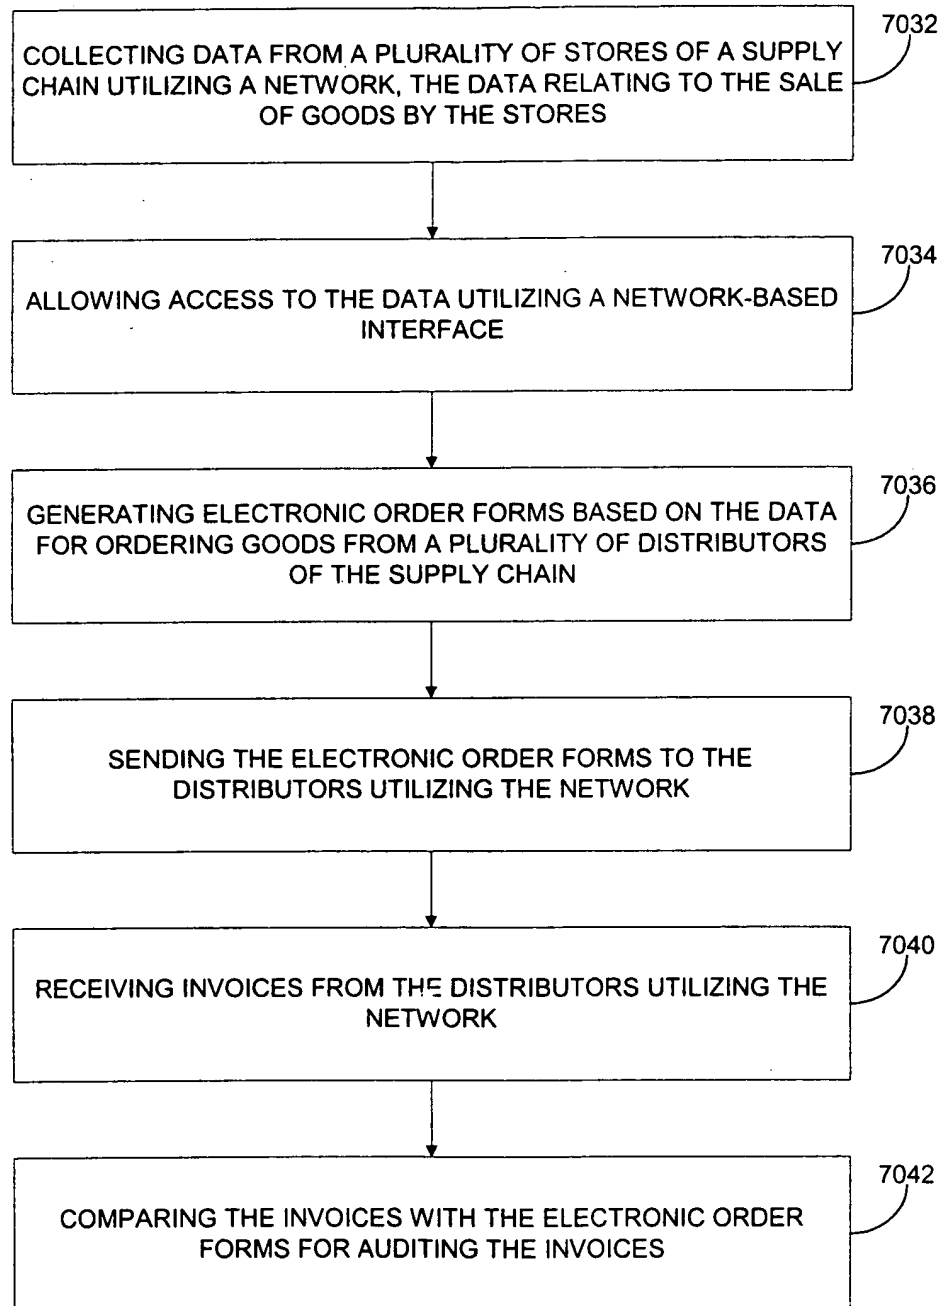 7032
COLLECTING DATA FROM A PLURALITY OF STORES OF A SUPPLY
CHAIN UTILIZING A NETWORK, THE DATA RELATING TO THE SALE
OF GOODS BY THE STORES
7034
ALLOWING ACCESS TO THE DATA UTILIZING A NETWORK-BASED
INTERFACE
7036
GENERATING ELECTRONIC ORDER FORMS BASED ON THE DATA
FOR ORDERING GOODS FROM A PLURALITY OF DISTRIBUTORS
OF THE SUPPLY CHAIN
7038
SENDING THE ELECTRONIC ORDER FORMS TO THE
DISTRIBUTORS UTILIZING THE NETWORK
7040
RECEIVING INVOICES FROM THE DISTRIBUTORS UTILIZING THE
NETWORK
7042
COMPARING THE INVOICES WITH THE ELECTRONIC ORDER
FORMS FOR AUDITING THE INVOICES